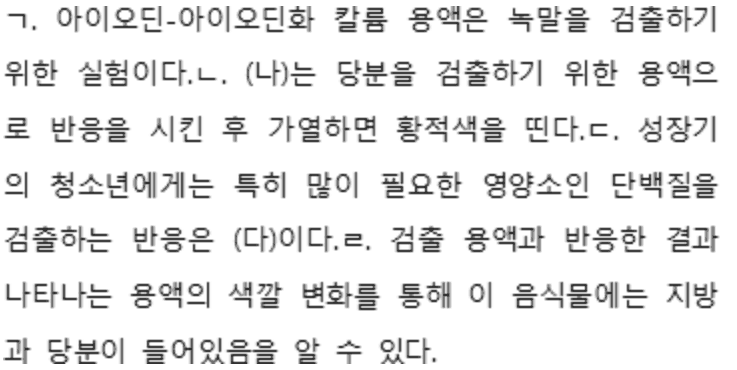 ㄱ. 아이오딘-아이오딘화 칼륨 용액은 녹말을 검출하기
위한 실험이다.ㄴ. (나)는 당분을 검출하기 위한 용액으
로 반응을 시킨 후 가열하면 황적색을 띤다.ㄷ. 성장기
의 청소년에게는 특히 많이 필요한 영양소인 단백질을
검출하는 반응은 (다)이다.ㄹ. 검출 용액과 반응한 결과
나타나는 용액의 색깔 변화를 통해 이 음식물에는 지방
과 당분이 들어있음을 알 수 있다.